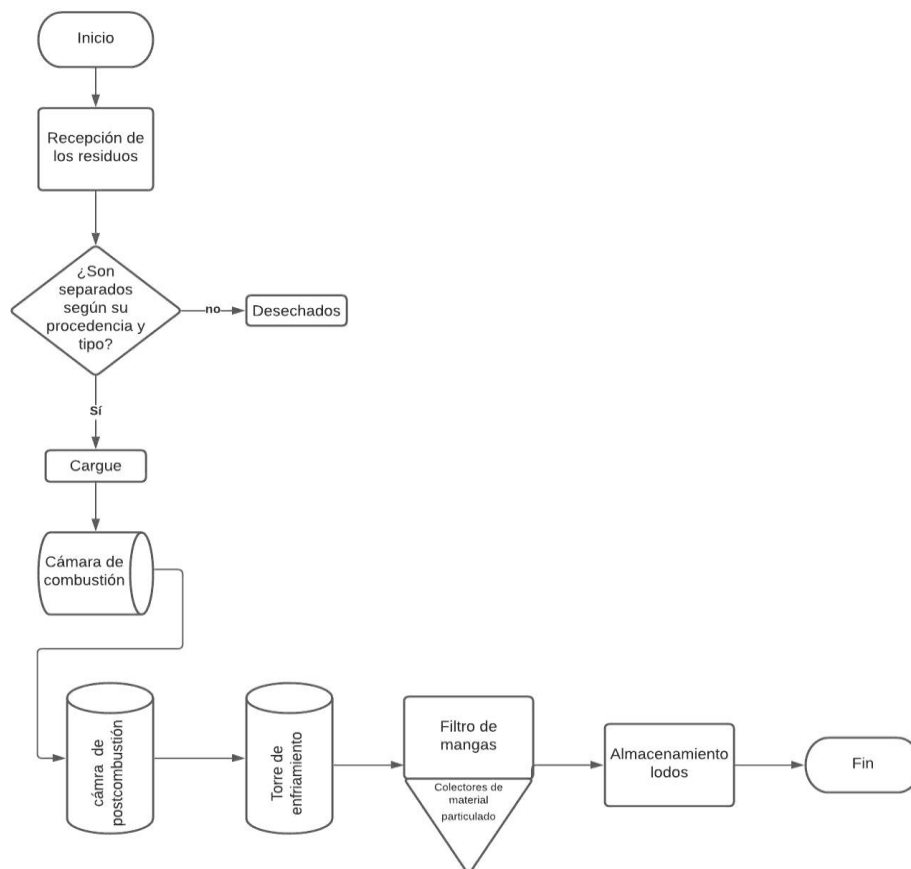 Inicio
Recepción de
los residuos
¿Son
separados
según su
procedencia y
tipo?
no
Desechados
Sí
Cargue
Cámara de
combustión
cámra de
postcombustión
Torre de
enfriamiento
Filtro de
mangas
Colectores de
material
particulado
Almacenamiento
lodos
Fin